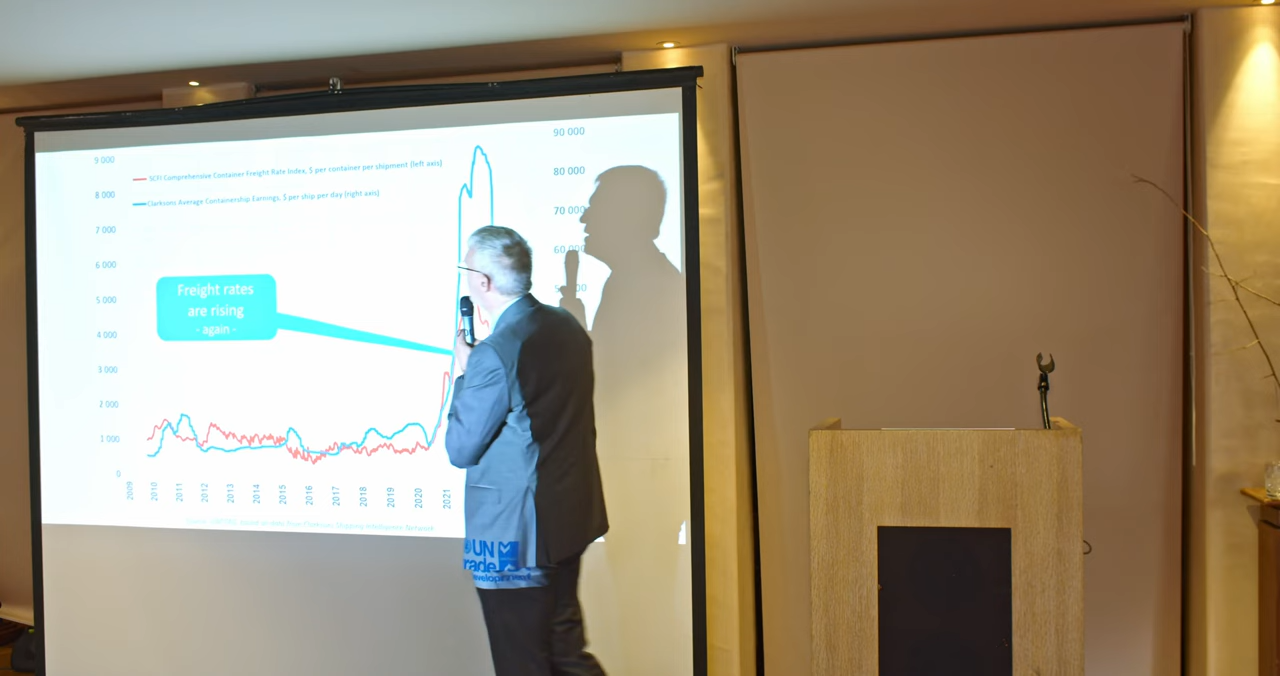 90 000
9 000
SCFI Comprehensive Container Freight Rate Index, $ per container per shipment (left axis)
80 000
8 000
Clarksons Average Containership Earnings, $ per ship per day (right axis)
70 000
7 000
60 000
6 000
Freight rates
are rising
- again -
5 000
4 000
3 000
2 000
1 000
0
2009 2010 2011 2012 2013 2014 2015 2016 2017 2018 2019 2020 2021
UN